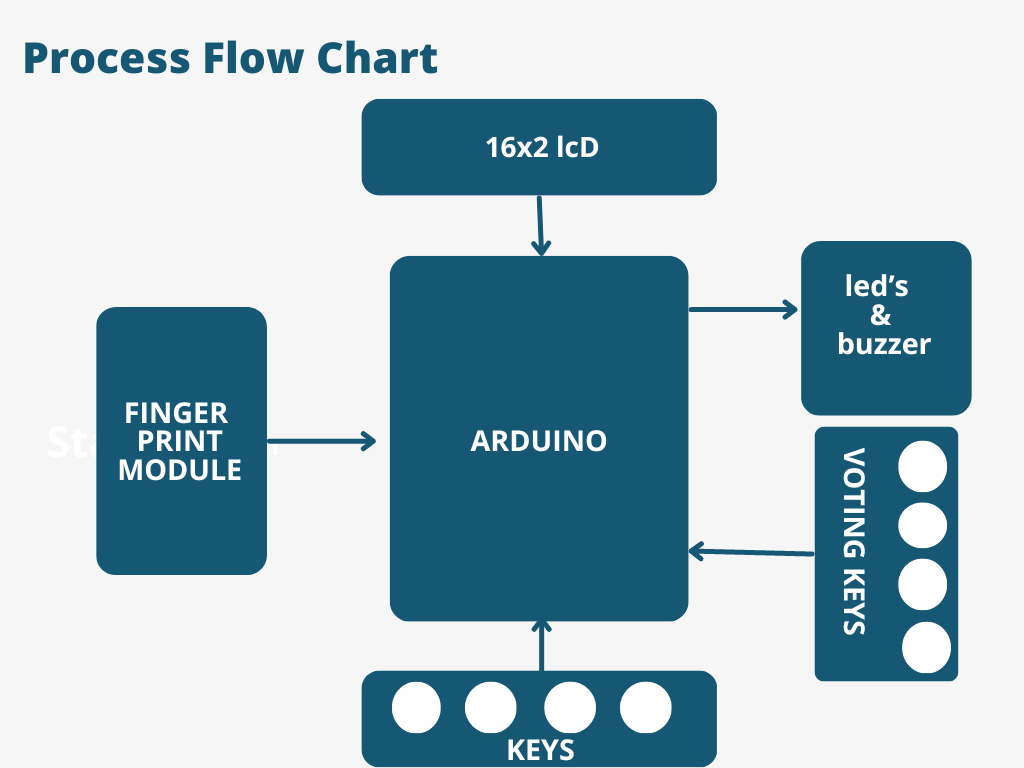 Process Flow Chart
16x2 lcD
led's
&
buzzer
FINGER
PRINT
MODULE
ARDUINO
VOTING KEYS
KEYS